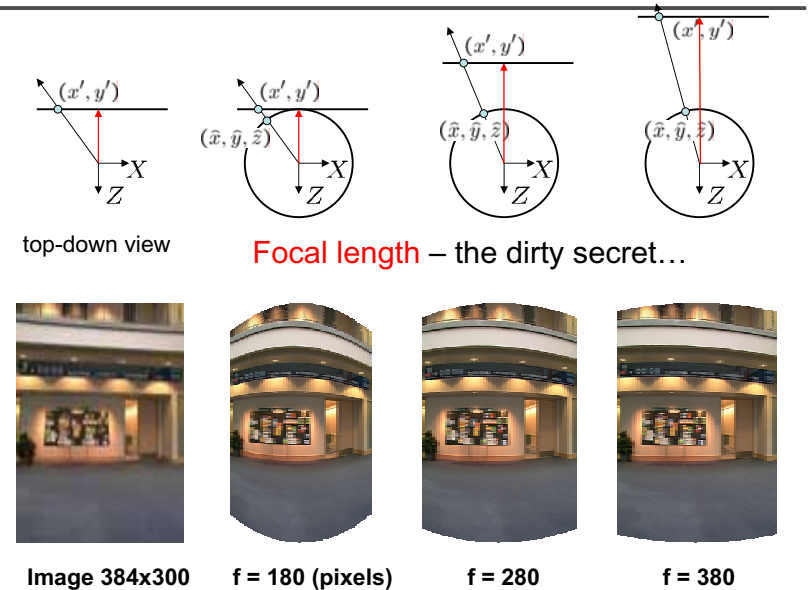 (x′, y′)
(x′, y′)
(x′, y′)
(x′, y′)
(x̂, ŷ, ẑ)
(x̂, ŷ, ẑ)
(x̂, ŷ, ẑ)
X
X
X
X
Z
Z
Z
Z
top-down view
Focal length – the dirty secret…
Image 384x300
f = 180 (pixels)
f = 280
f = 380